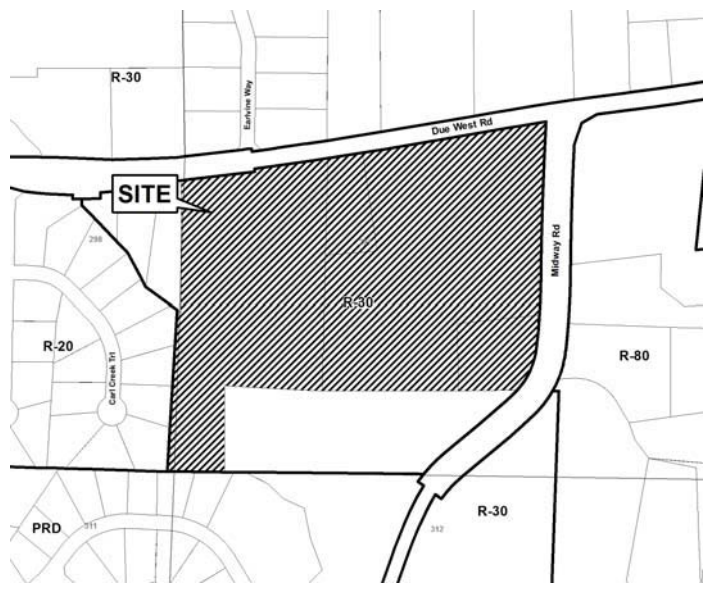 R-30
Earlvine Way
Due West Rd
SITE
298
Midway Rd
R-30
R-20
Carl Creek Trl
R-80
PRD
311
312
R-30